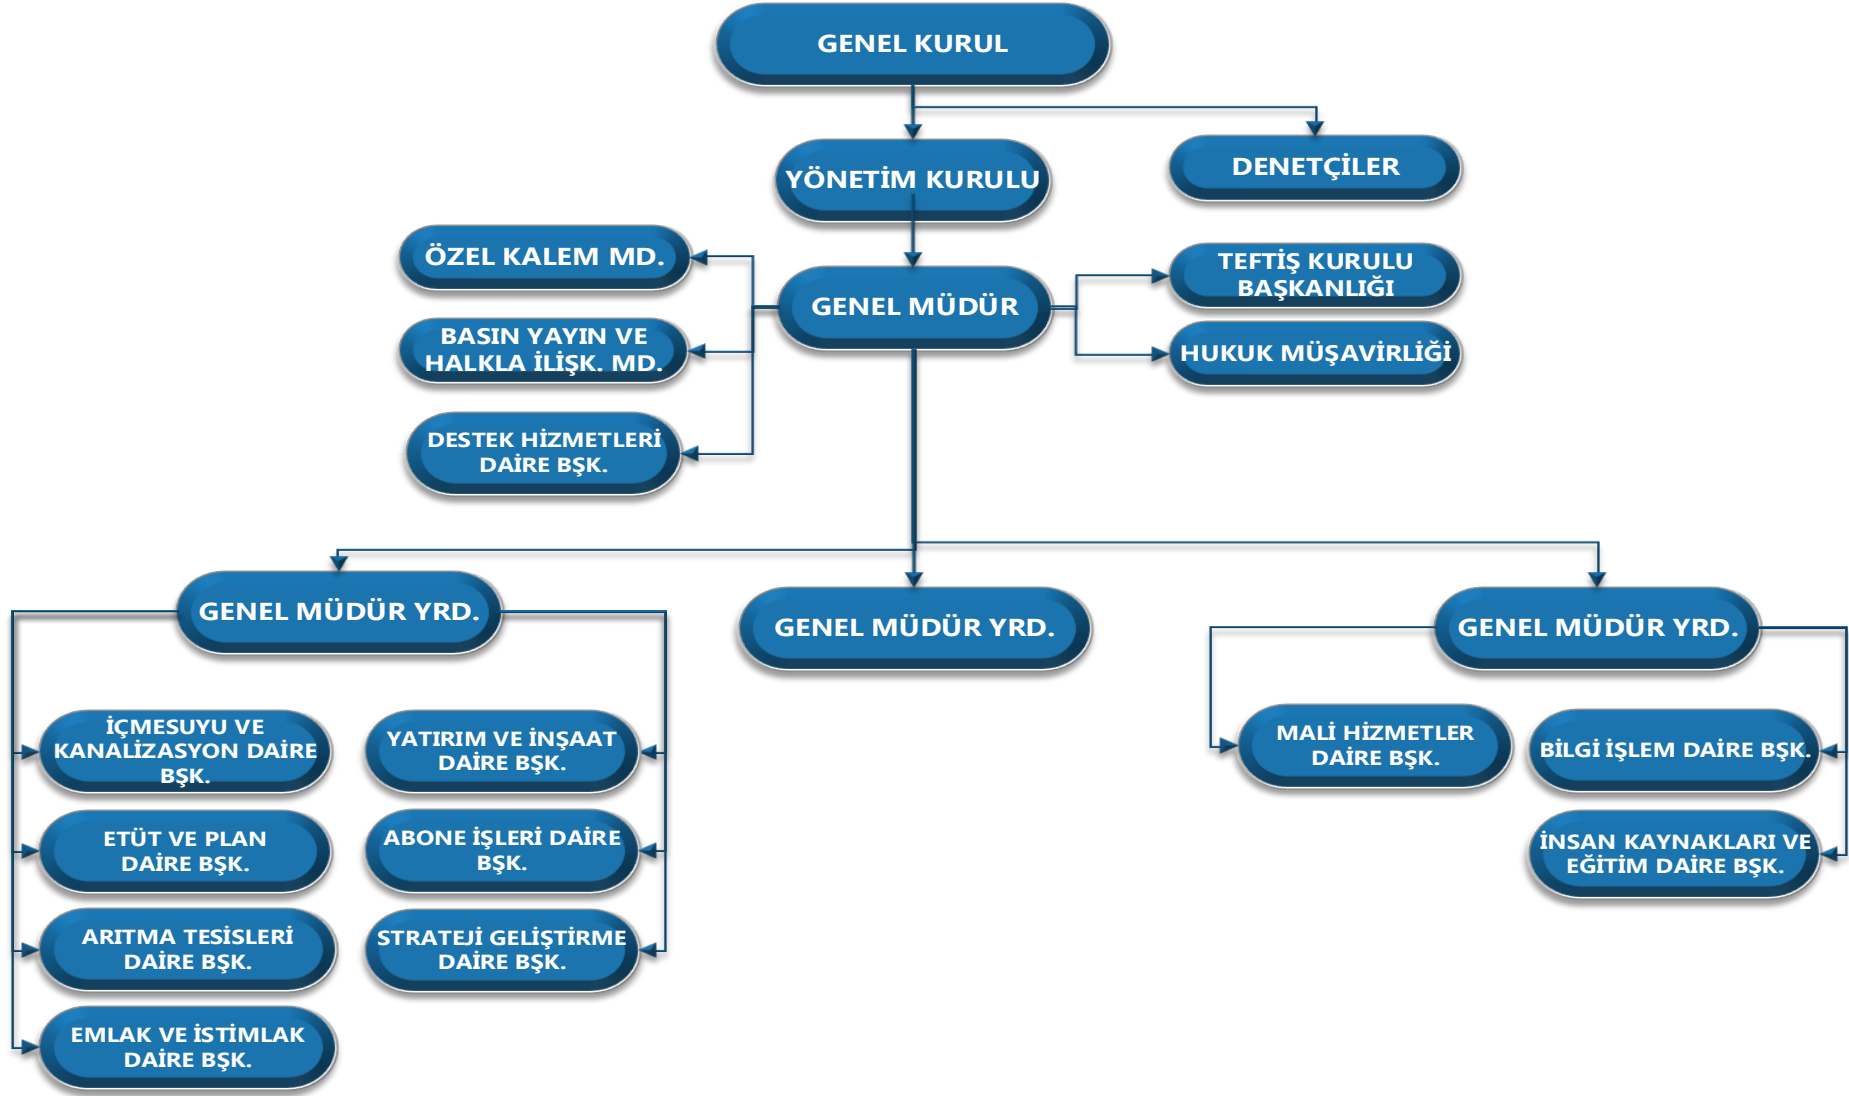 GENEL KURUL
YÖNETİM KURULU
DENETÇİLER
ÖZEL KALEM MD.
BASIN YAYIN VE
HALKLA İLİŞK. MD.
DESTEK HİZMETLERİ
DAİRE BŞK.
GENEL MÜDÜR
TEFTİŞ KURULU
BAŞKANLIĞI
HUKUK MÜŞAVİRLİĞİ
GENEL MÜDÜR YRD.
GENEL MÜDÜR YRD.
GENEL MÜDÜR YRD.
İÇMESUYU VE
KANALİZASYON DAİRE
BŞK.
ETÜT VE PLAN
DAİRE BŞK.
ARITMA TESİSLERİ
DAİRE BŞK.
EMLAK VE İSTİMLAK
DAİRE BŞK.
YATIRIM VE İNŞAAT
DAİRE BŞK.
ABONE İŞLERİ DAİRE
BŞK.
STRATEJİ GELİŞTİRME
DAİRE BŞK.
MALİ HİZMETLER
DAİRE BŞK.
BİLGİ İŞLEM DAİRE BŞK.
İNSAN KAYNAKLARI VE
EĞİTİM DAİRE BŞK.